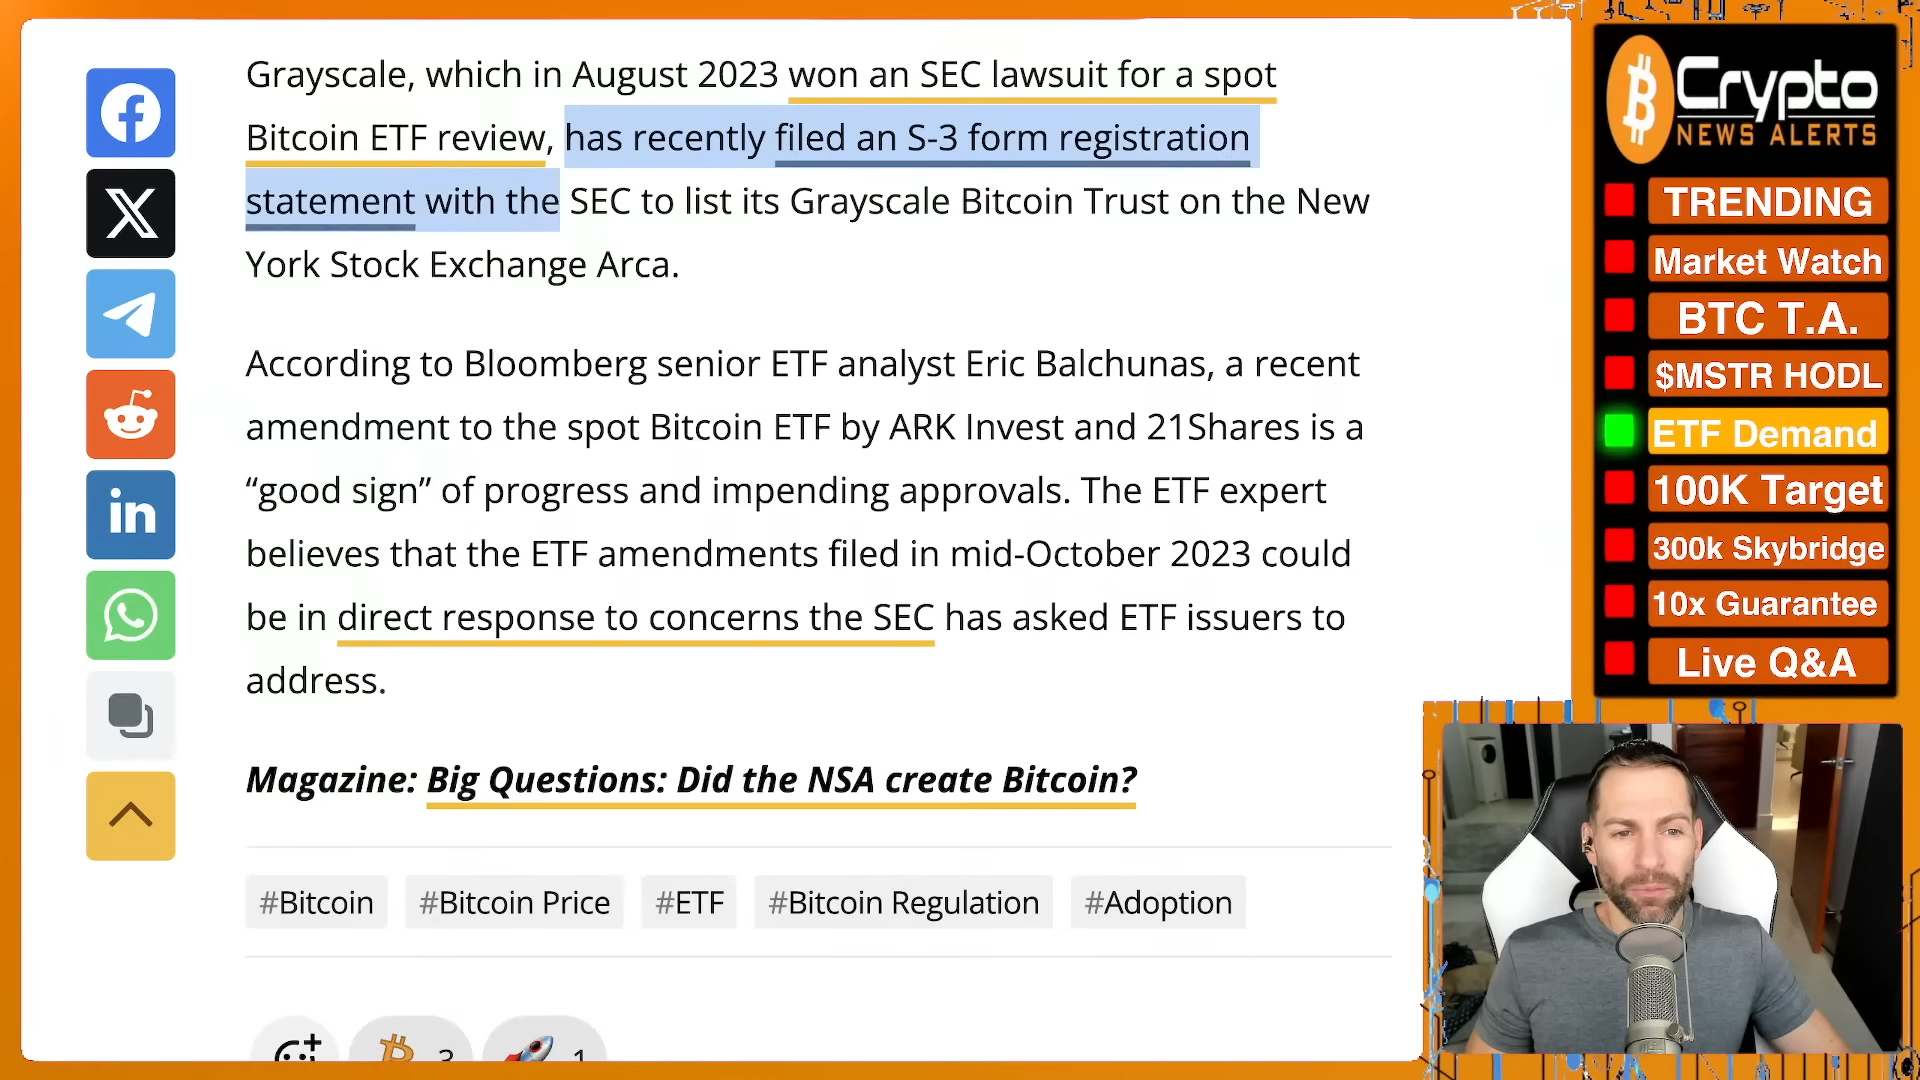 Grayscale, which in August 2023 won an SEC lawsuit for a spot
Bitcoin ETF review, has recently filed an S-3 form registration
statement with the SEC to list its Grayscale Bitcoin Trust on the New
York Stock Exchange Arca.
According to Bloomberg senior ETF analyst Eric Balchunas, a recent
amendment to the spot Bitcoin ETF by ARK Invest and 21Shares is a
“good sign” of progress and impending approvals. The ETF expert
believes that the ETF amendments filed in mid-October 2023 could
be in direct response to concerns the SEC has asked ETF issuers to
address.
Magazine: Big Questions: Did the NSA create Bitcoin?
#Bitcoin #Bitcoin Price #ETF #Bitcoin Regulation #Adoption
3 1
in
Crypto
NEWS ALERTS
TRENDING
Market Watch
BTC T.A.
$MSTR HODL
ETF Demand
100K Target
300k Skybridge
10x Guarantee
Live Q&A